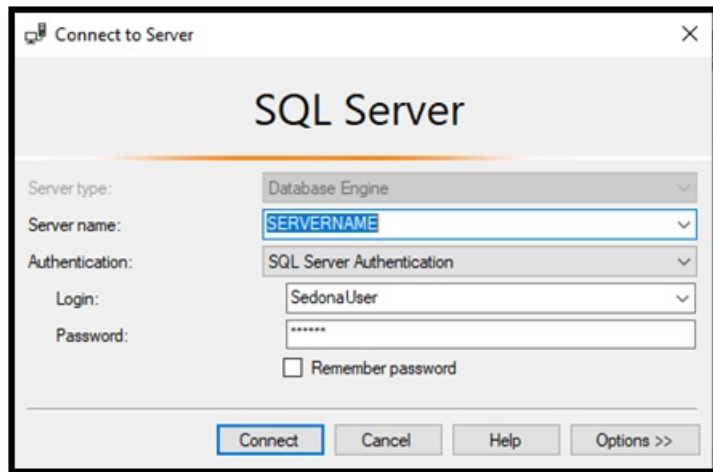 Connect to Server
SQL Server
Server type: Database Engine
Server name: SERVERNAME
Authentication: SQL Server Authentication
Login: SedonaUser
Password: ******
Remember password
Connect Cancel Help Options >>